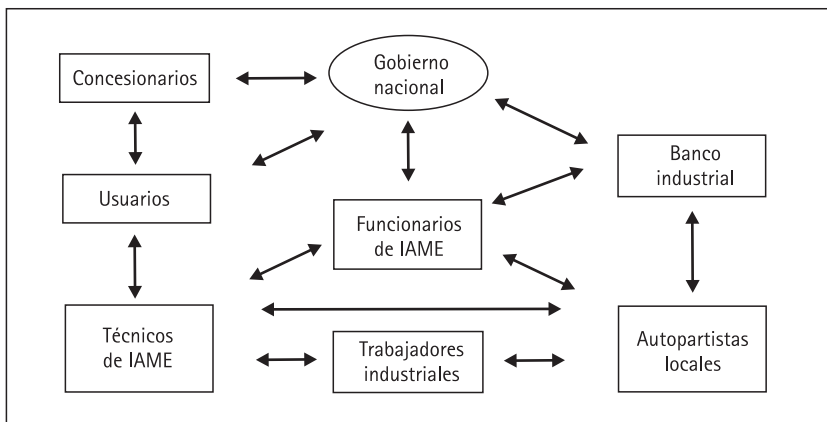 Concesionarios
Gobierno
nacional
Usuarios
Banco
industrial
Funcionarios
de IAME
Técnicos
de IAME
Trabajadores
industriales
Autopartistas
locales